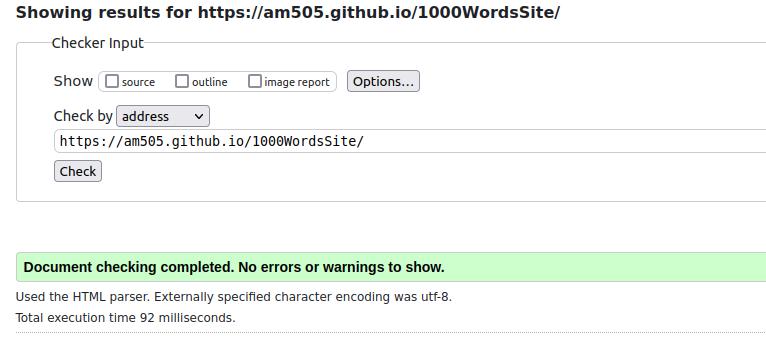 Showing results for https://am505.github.io/1000WordsSite/
Checker Input
Show source outline image report Options...
Check by address
https://am505.github.io/1000WordsSite/
Check
Document checking completed. No errors or warnings to show.
Used the HTML parser. Externally specified character encoding was utf-8.
Total execution time 92 milliseconds.